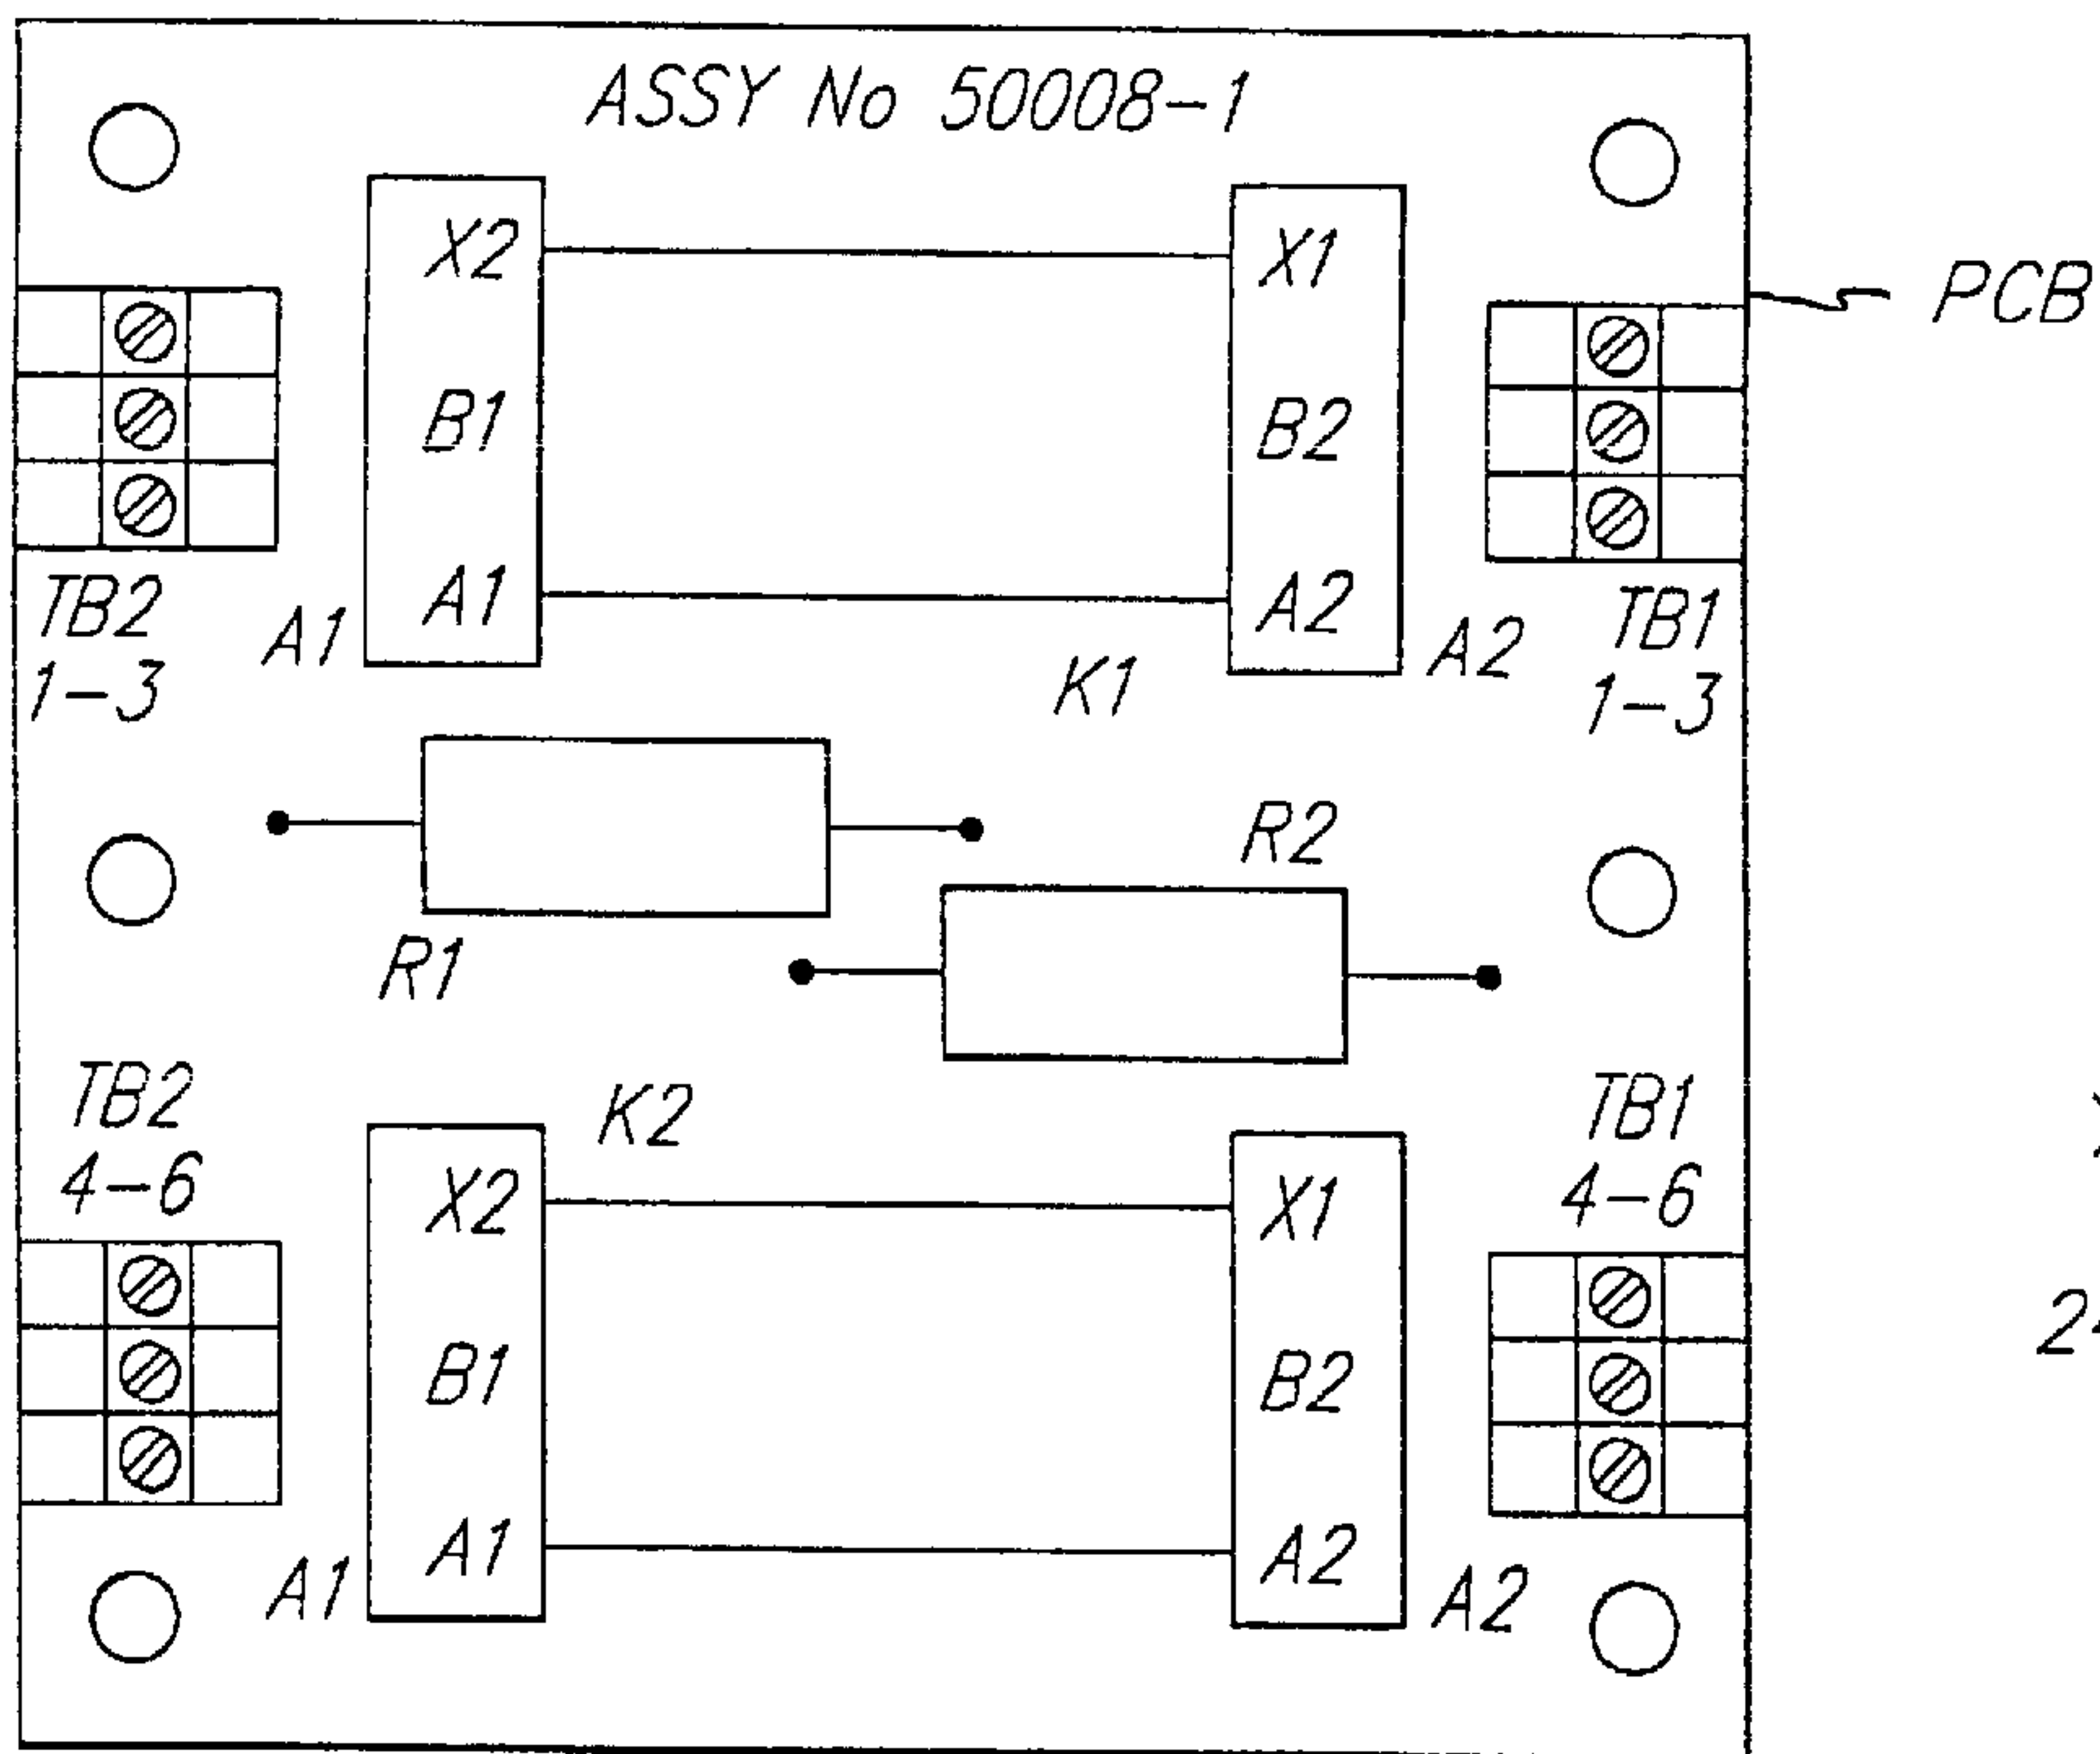 ASSY No 50008-1
X2
X1
PCB
B1
B2
A1
A2
TB2
1-3
A1
K1
A2
TB1
1-3
R2
R1
TB2
4-6
K2
TB1
4-6
X2
X1
B1
B2
A1
A2
A1
A2